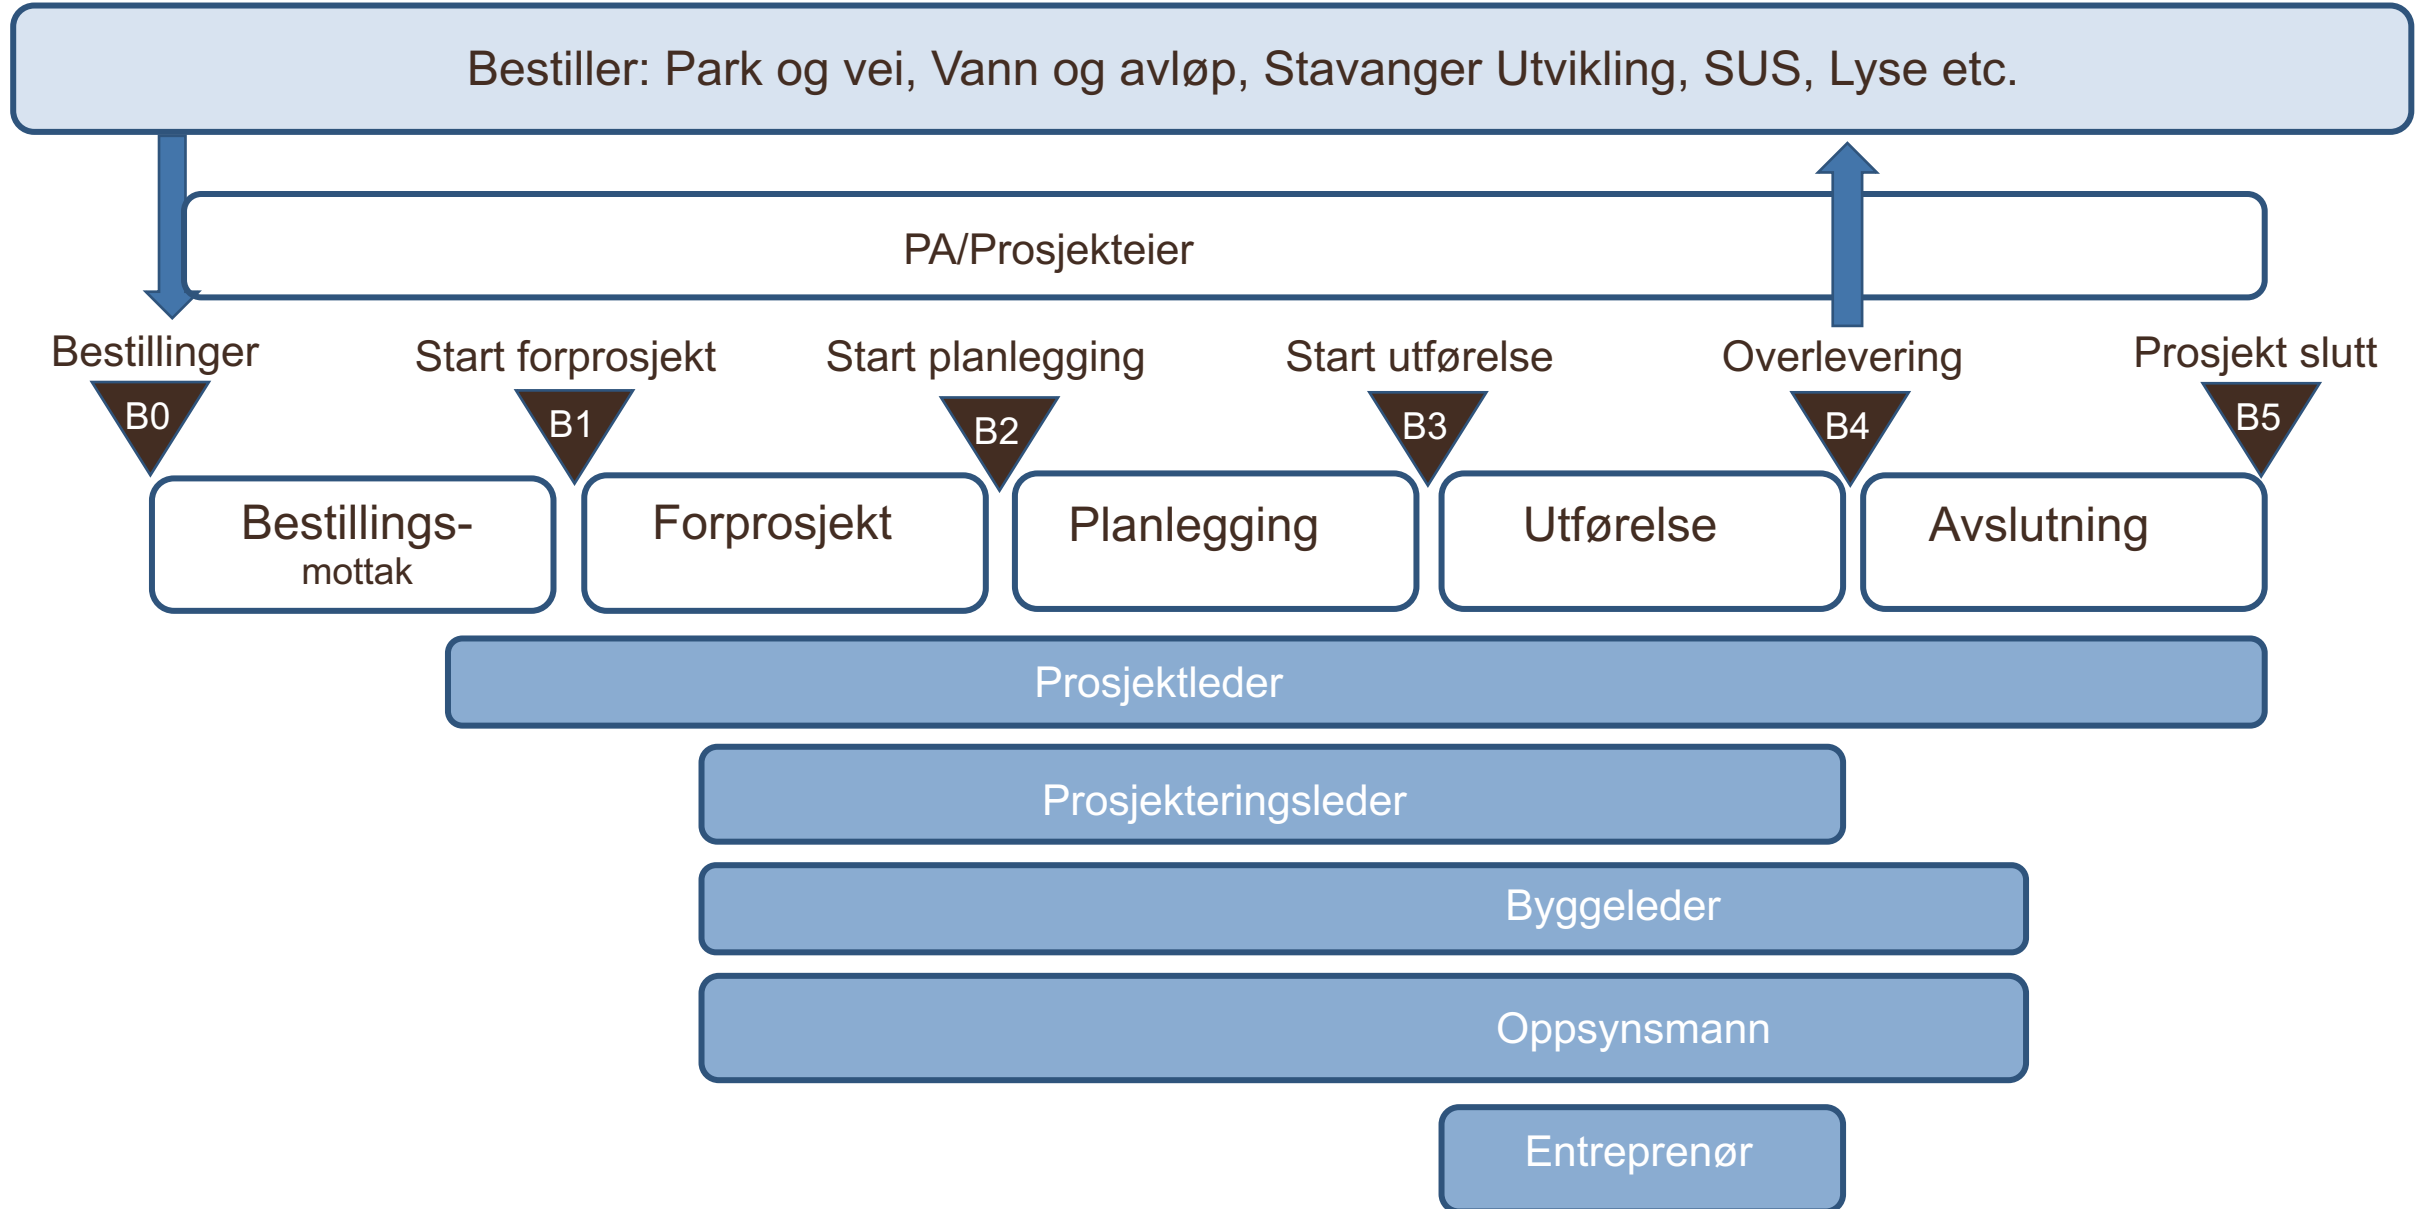 Bestiller: Park og vei, Vann og avløp, Stavanger Utvikling, SUS, Lyse etc.
PA/Prosjekteier
Bestillinger
Start forprosjekt
Start planlegging
Start utførelse
Overlevering
Prosjekt slutt
B0
B1
B2
B3
B4
B5
Bestillings-
mottak
Forprosjekt
Planlegging
Utførelse
Avslutning
Prosjektleder
Prosjekteringsleder
Byggeleder
Oppsynsmann
Entreprenør